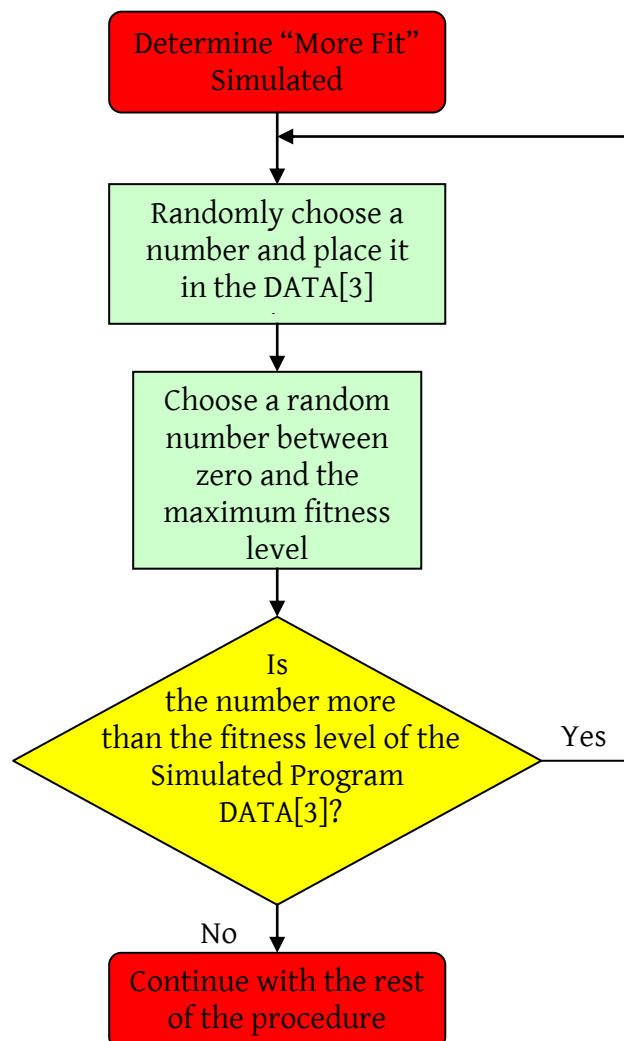 Determine “More Fit”
Simulated
Randomly choose a
number and place it
in the DATA[3]
Choose a random
number between
zero and the
maximum fitness
level
Is
the number more
than the fitness level of the
Simulated Program
DATA[3]?
Yes
No
Continue with the rest
of the procedure